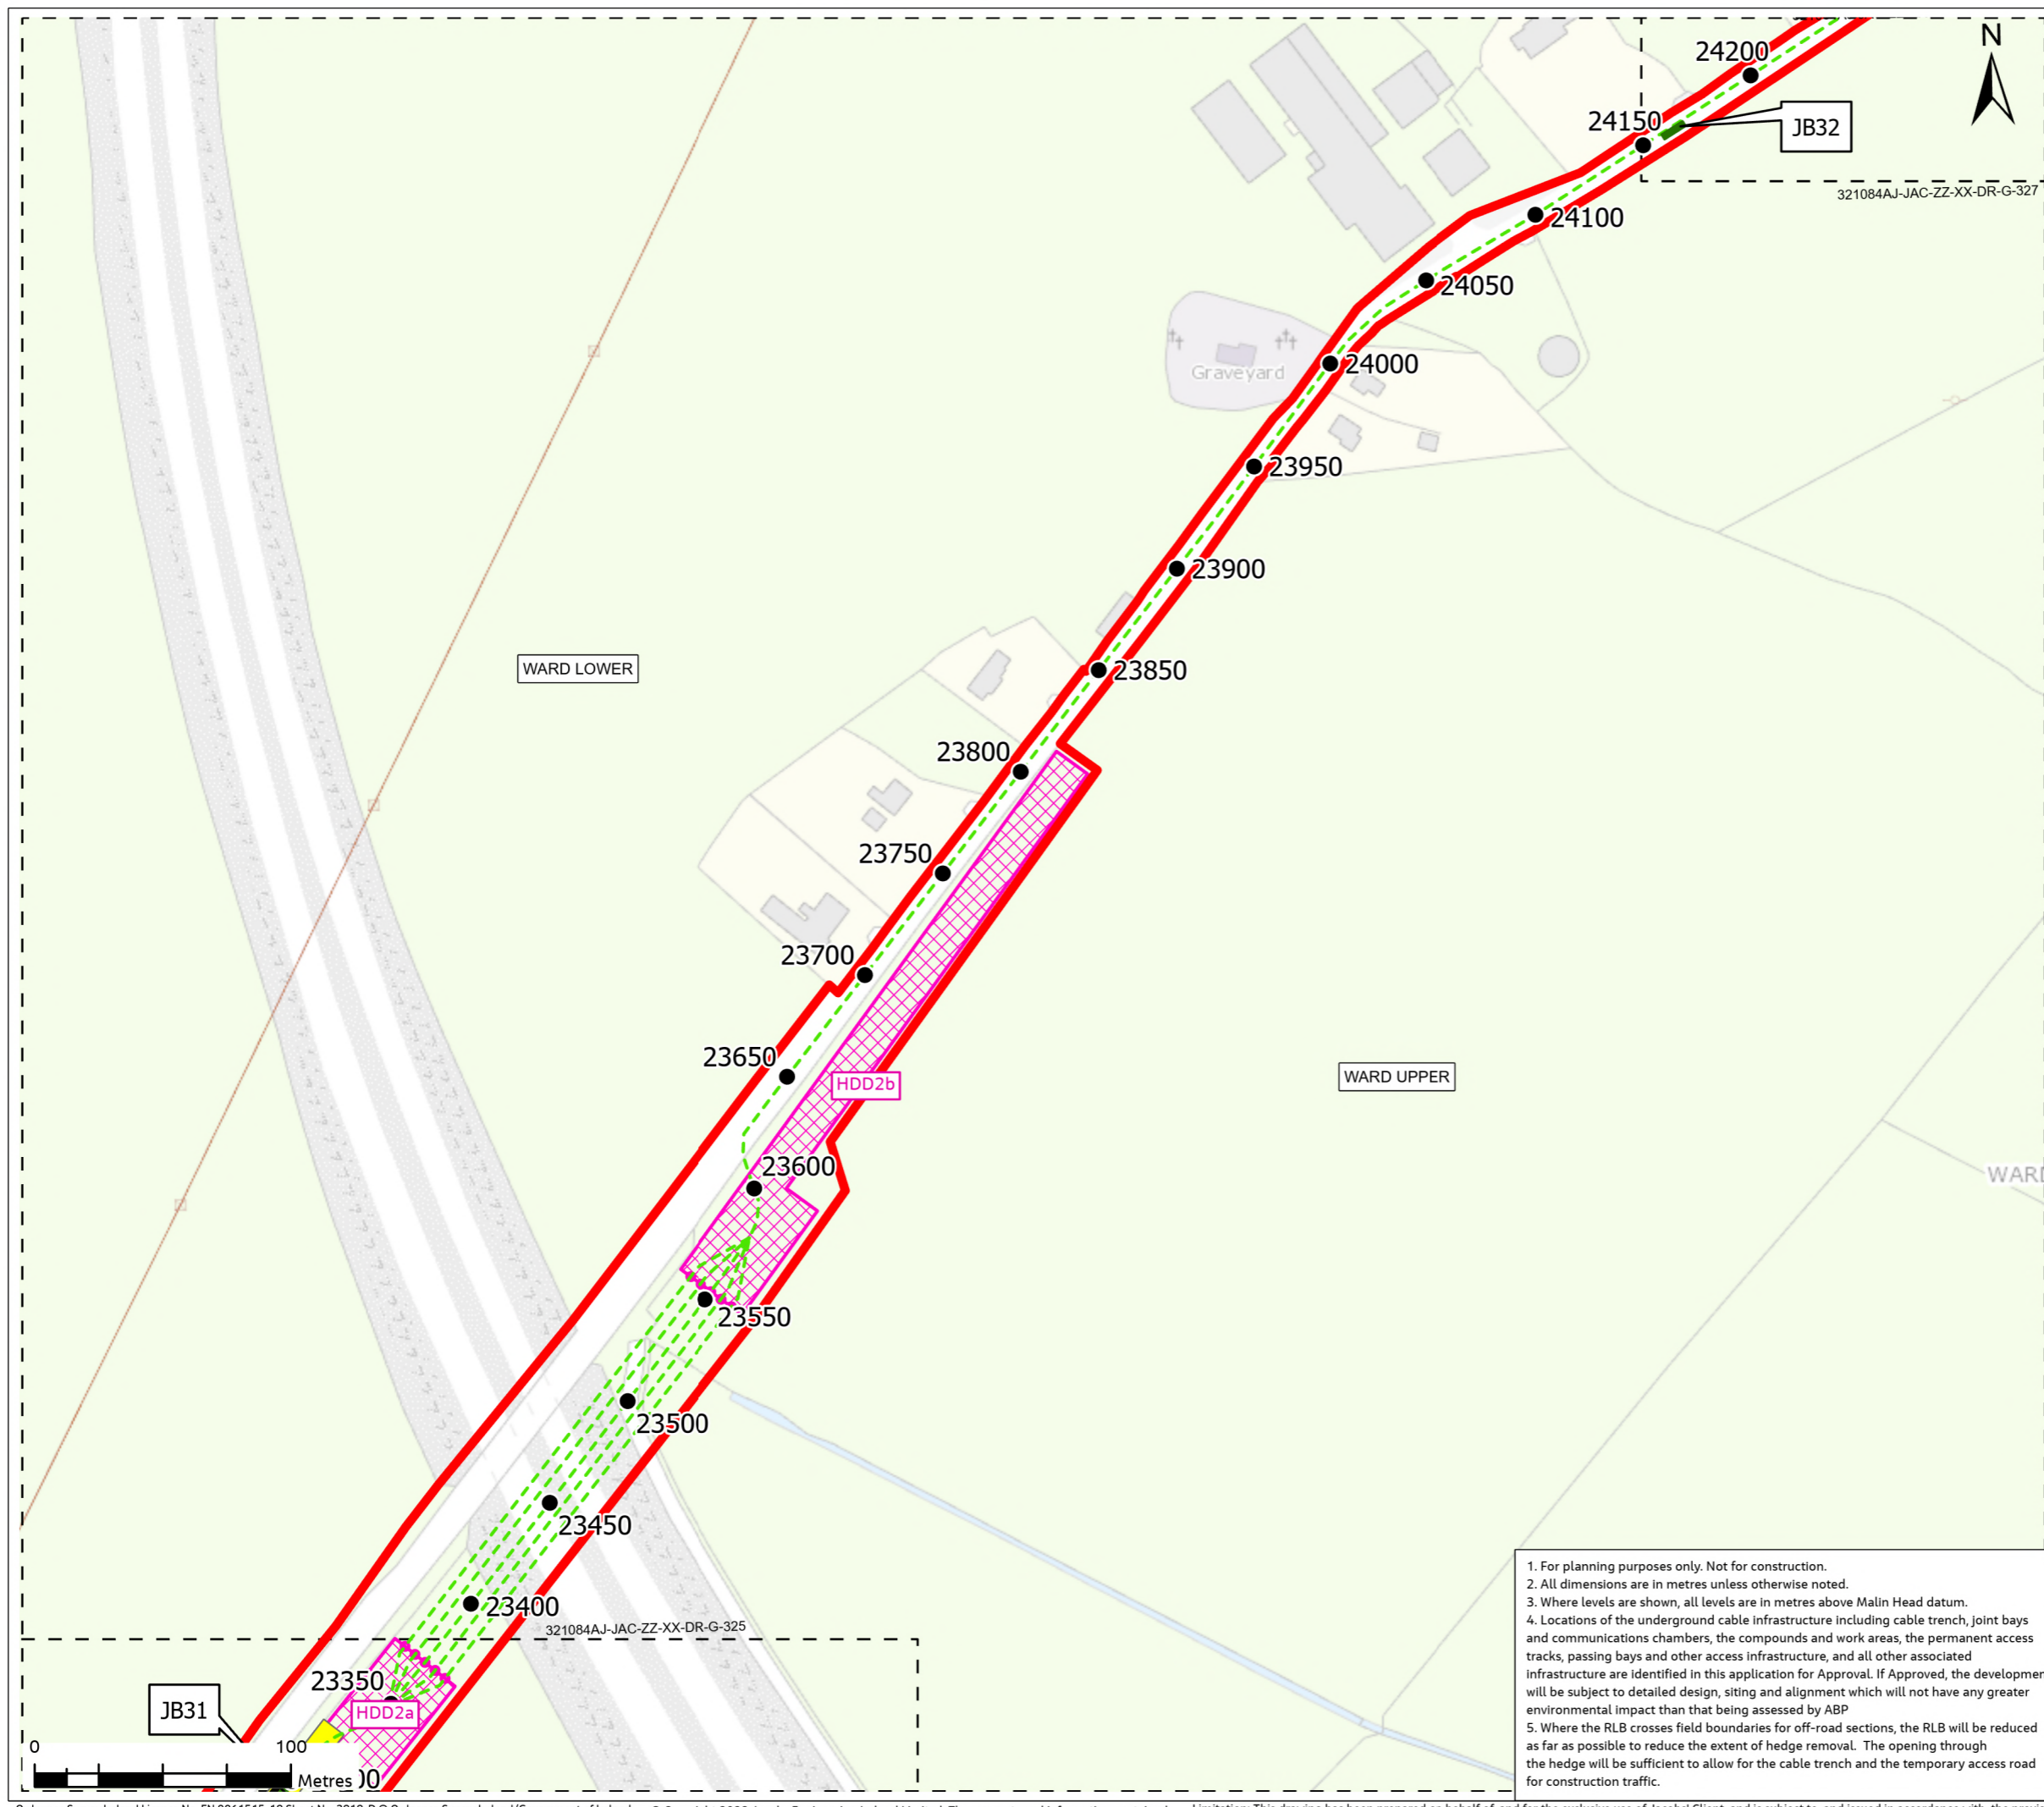 N
24200
24150
JB32
321084AJ-JAC-ZZ-XX-DR-G-327
24100
24050
24000
Graveyard
23950
23900
WARD LOWER
23850
23800
23750
23700
23650
HDD2b
WARD UPPER
23600
WARD
23550
23500
23450
23400
321084AJ-JAC-ZZ-XX-DR-G-325
23350
JB31
HDD2a
0
100
Metres
00
1. For planning purposes only. Not for construction.
2. All dimensions are in metres unless otherwise noted.
3. Where levels are shown, all levels are in metres above Malin Head datum.
4. Locations of the underground cable infrastructure including cable trench, joint bays
and communications chambers, the compounds and work areas, the permanent access
tracks, passing bays and other access infrastructure, and all other associated
infrastructure are identified in this application for Approval. If Approved, the developmen
will be subject to detailed design, siting and alignment which will not have any greater
environmental impact than that being assessed by ABP
5. Where the RLB crosses field boundaries for off-road sections, the RLB will be reduced
as far as possible to reduce the extent of hedge removal. The opening through
the hedge will be sufficient to allow for the cable trench and the temporary access road
for construction traffic.